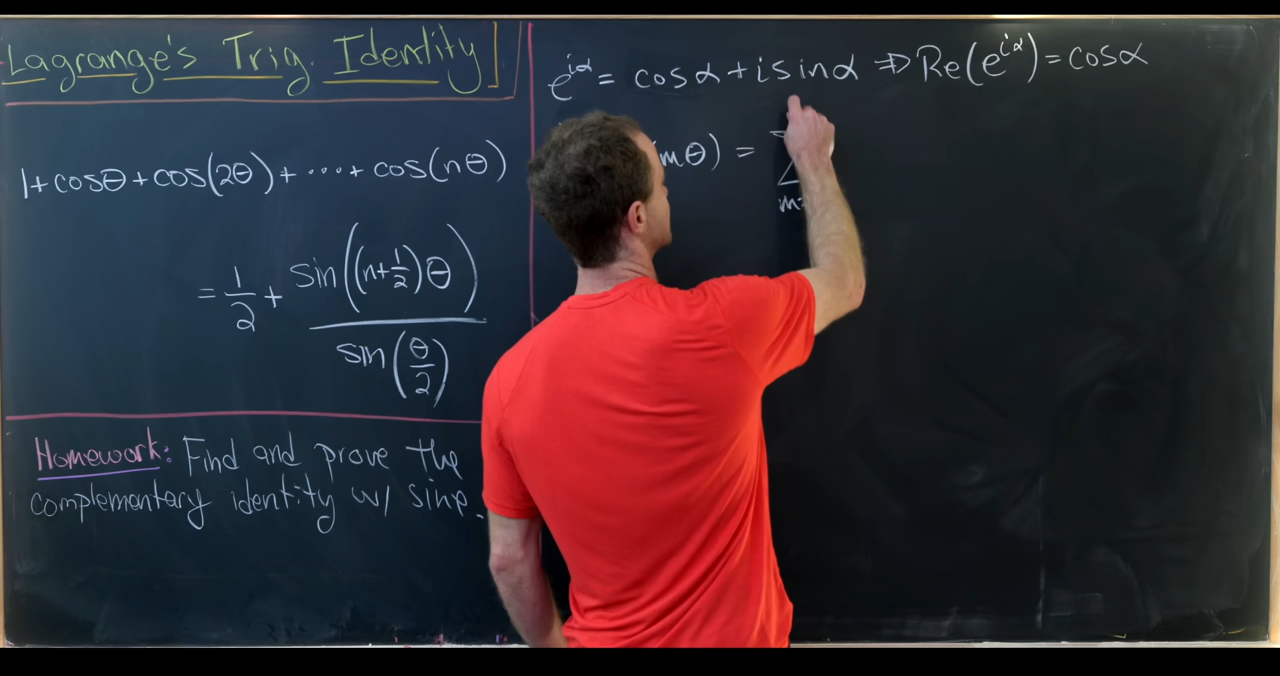 Lagrange's Trig. Identity
1+cosθ+cos(2θ)+⋯+cos(nθ)
= 1/2 + sin((n+1/2)θ) / sin(θ/2)
Homework: Find and prove the
complementary identity w/ sine.
e^{iα} = cosα + i sinα ⇒ Re(e^{iα}) = cosα
mθ) = ∑
m=